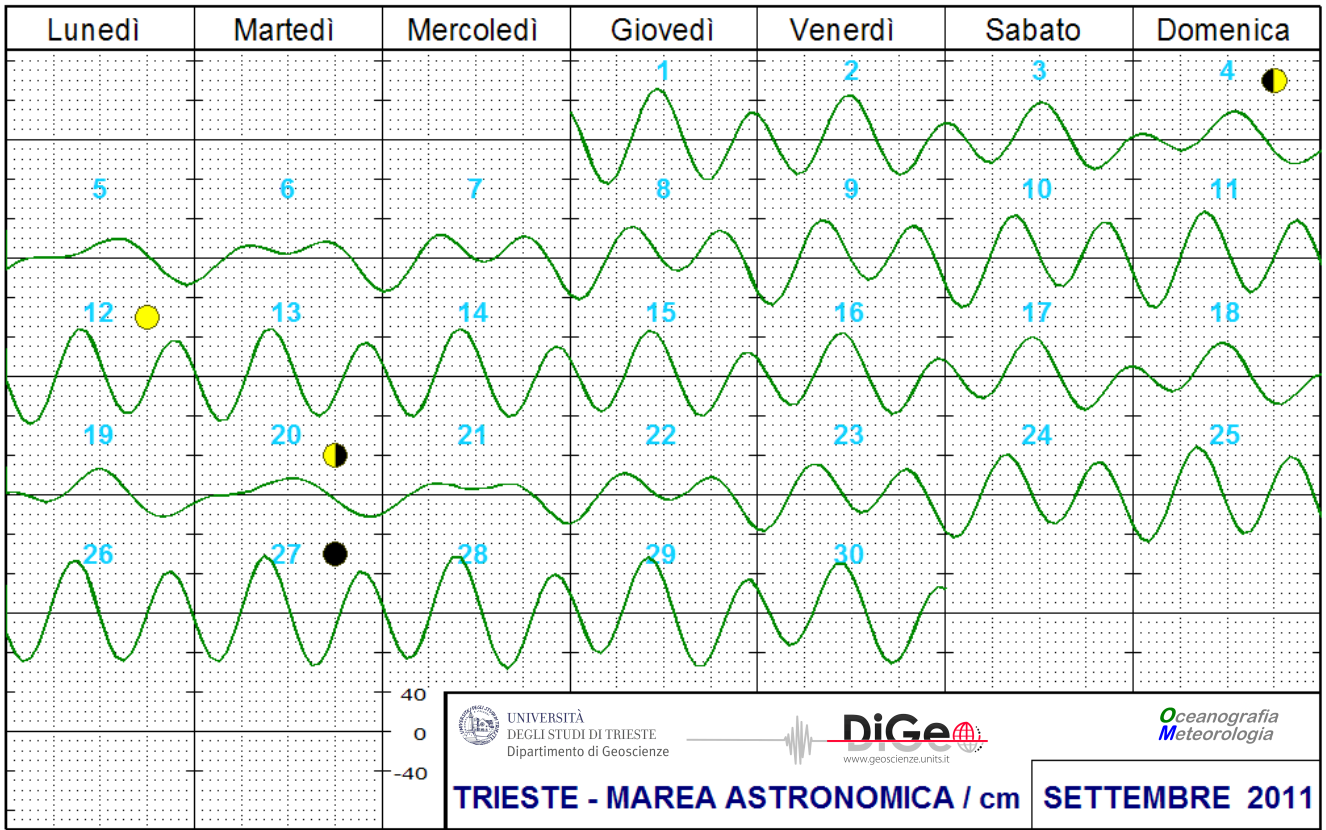 Lunedì Martedì Mercoledì Giovedì Venerdì Sabato Domenica
1 2 3 4
5 6 7 8 9 10 11
12 13 14 15 16 17 18
19 20 21 22 23 24 25
26 27 28 29 30
40
0
-40
UNIVERSITÀ
DEGLI STUDI DI TRIESTE
Dipartimento di Geoscienze
DiGeo
www.geoscienze.units.it
Oceanografia
Meteorologia
TRIESTE - MAREA ASTRONOMICA / cm
SETTEMBRE 2011